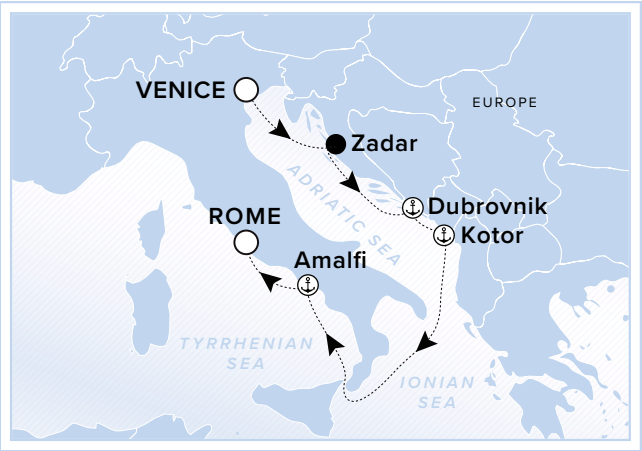 VENICE
EUROPE
Zadar
ADRIATIC SEA
Dubrovnik
ROME
Kotor
Amalfi
TYRRHENIAN
SEA
IONIAN
SEA